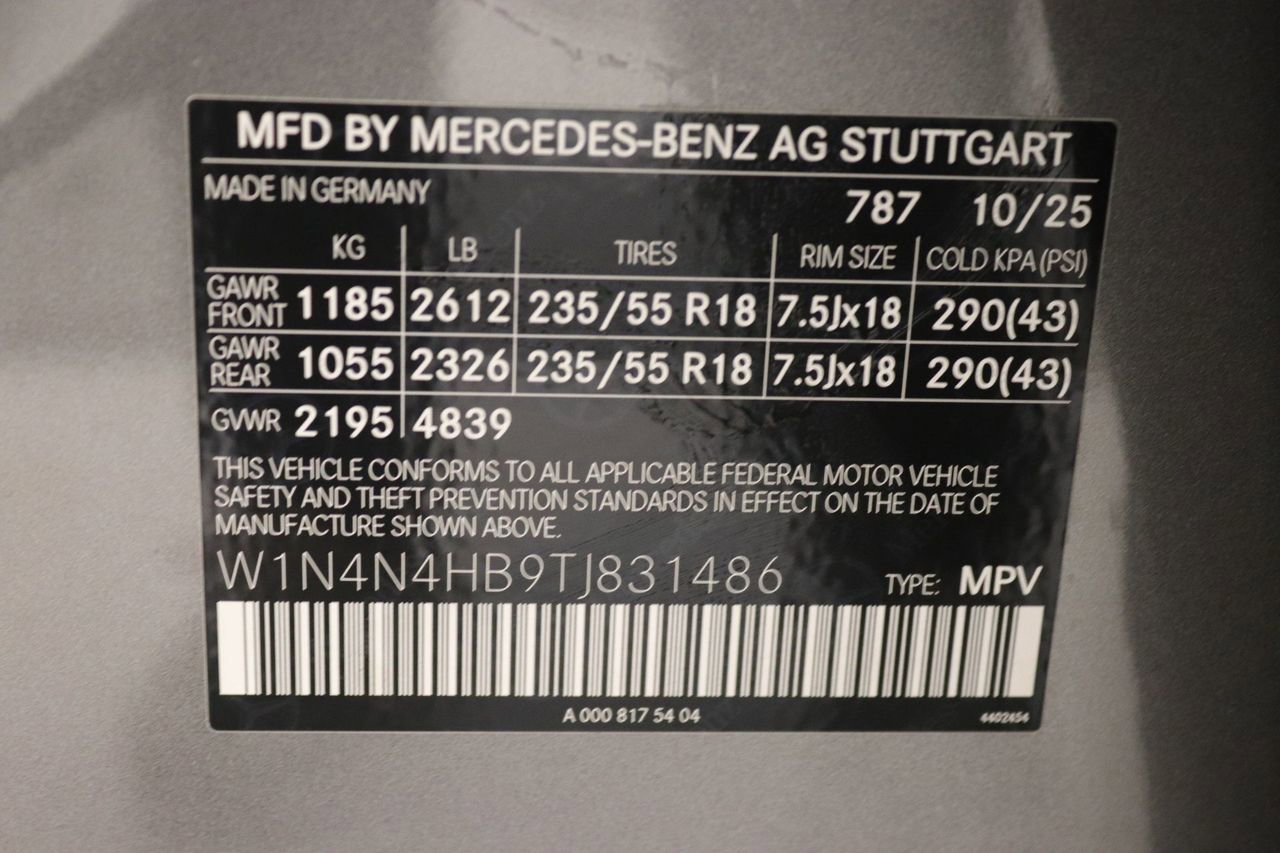 MFD BY MERCEDES-BENZ AG STUTTGART
MADE IN GERMANY 787 10/25
KG LB TIRES RIM SIZE COLD KPA (PSI)
GAWR FRONT 1185 2612 235/55 R18 7.5Jx18 290(43)
GAWR REAR 1055 2326 235/55 R18 7.5Jx18 290(43)
GVWR 2195 4839
THIS VEHICLE CONFORMS TO ALL APPLICABLE FEDERAL MOTOR VEHICLE
SAFETY AND THEFT PREVENTION STANDARDS IN EFFECT ON THE DATE OF
MANUFACTURE SHOWN ABOVE.
W1N4N4HB9TJ831486 TYPE: MPV
A 000 817 54 04 4402454